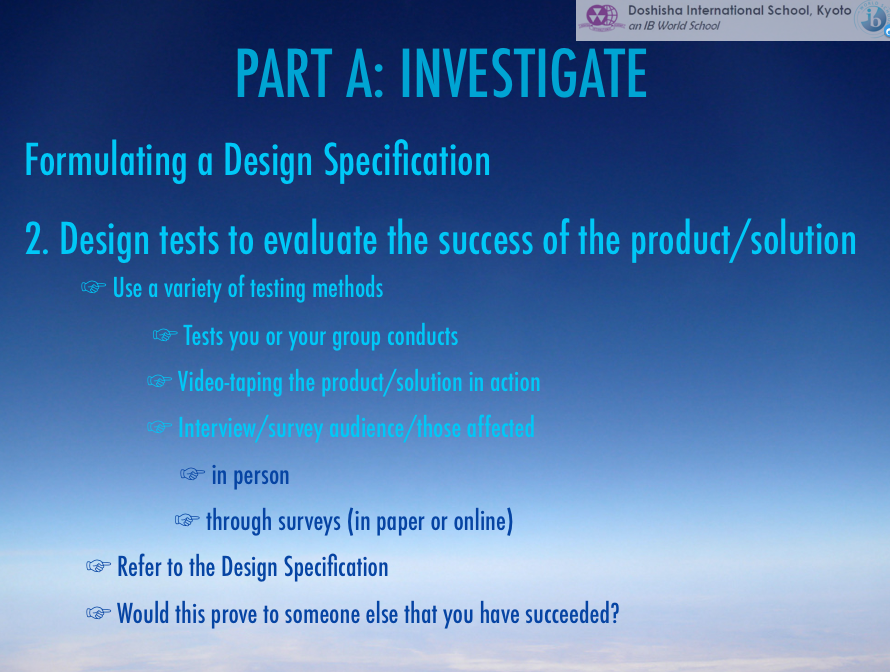 Doshisha International School, Kyoto
an IB World School
PART A: INVESTIGATE
Formulating a Design Specification
2. Design tests to evaluate the success of the product/solution
☞ Use a variety of testing methods
☞ Tests you or your group conducts
☞ Video-taping the product/solution in action
☞ Interview/survey audience/those affected
☞ in person
☞ through surveys (in paper or online)
☞ Refer to the Design Specification
☞ Would this prove to someone else that you have succeeded?